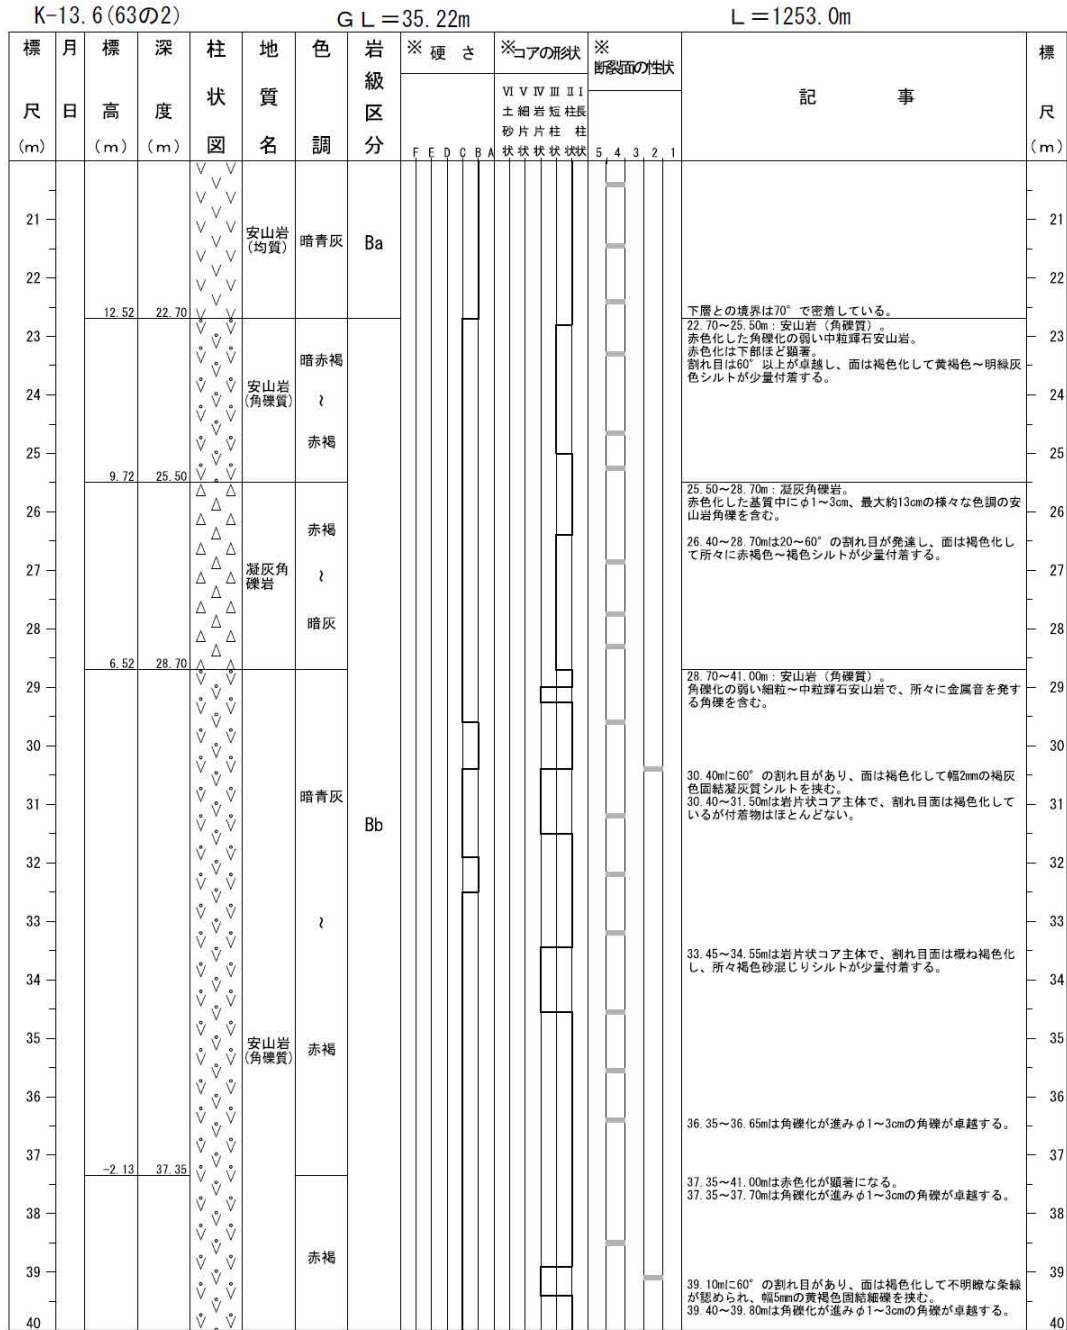 K-13.6(63の2)
GL=35.22m
L=1253.0m
標尺(m)
月日
標高(m)
深度(m)
柱状図
地質名
色調
岩級区分
※硬さ
F E D C B A
※コアの形状
Ⅵ土砂状
Ⅴ細片状
Ⅳ岩片状
Ⅲ短柱状
Ⅱ柱状
Ⅰ長柱状
※断裂面の性状
5 4 3 2 1
記事
標尺(m)
21
安山岩
(均質)
暗青灰
Ba
21
22
22
12.52
22.70
下層との境界は70°で密着している。
22.70~25.50m:安山岩(角礫質)。
23
赤色化した角礫化の弱い中粒輝石安山岩。
23
赤色化は下部ほど顕著。
暗赤褐
割れ目は60°以上が卓越し、面は褐色化して黄褐色~明緑灰
色シルトが少量付着する。
24
安山岩
(角礫質)
~
24
赤褐
25
25
9.72
25.50
25.50~28.70m:凝灰角礫岩。
赤色化した基質中にφ1~3cm、最大約13cmの様々な色調の安
山岩角礫を含む。
26
赤褐
26
26.40~28.70mは20~60°の割れ目が発達し、面は褐色化し
て所々に赤褐色~褐色シルトが少量付着する。
27
凝灰角
礫岩
~
27
28
暗灰
28
6.52
28.70
28.70~41.00m:安山岩(角礫質)。
29
角礫化の弱い細粒~中粒輝石安山岩で、所々に金属音を発す
る角礫を含む。
29
30
30
30.40mに60°の割れ目があり、面は褐色化して幅2mmの褐灰
色固結凝灰質シルトを挟む。
31
暗青灰
30.40~31.50mは岩片状コア主体で、割れ目面は褐色化して
いるが付着物はほとんどない。
31
Bb
32
32
33
~
33
33.45~34.55mは岩片状コア主体で、割れ目面は概ね褐色化
し、所々褐色砂混じりシルトが少量付着する。
34
34
35
安山岩
(角礫質)
赤褐
35
36
36
36.35~36.65mは角礫化が進みφ1~3cmの角礫が卓越する。
37
37
-2.13
37.35
37.35~41.00mは赤色化が顕著になる。
37.35~37.70mは角礫化が進みφ1~3cmの角礫が卓越する。
38
38
赤褐
39
39
39.10mに60°の割れ目があり、面は褐色化して不明瞭な条線
が認められ、幅5mmの黄褐色固結細礫を挟む。
39.40~39.80mは角礫化が進みφ1~3cmの角礫が卓越する。
40
40